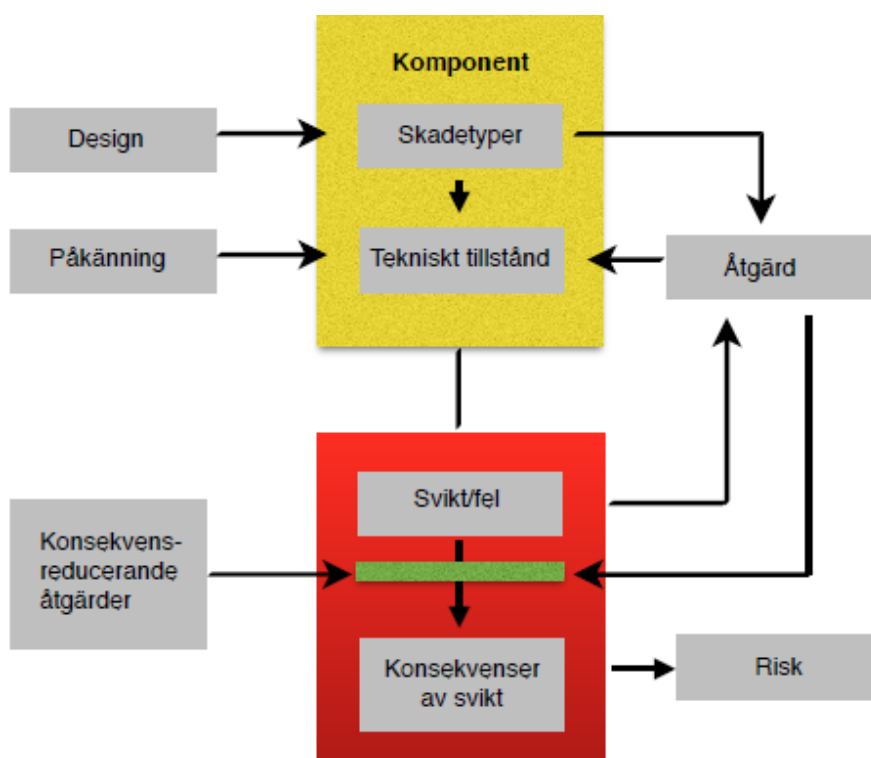 Komponent
Design
Skadetyper
Påkänning
Tekniskt tillstånd
Åtgärd
Svikt/fel
Konsekvens-
reducerande
åtgärder
Konsekvenser
av svikt
Risk